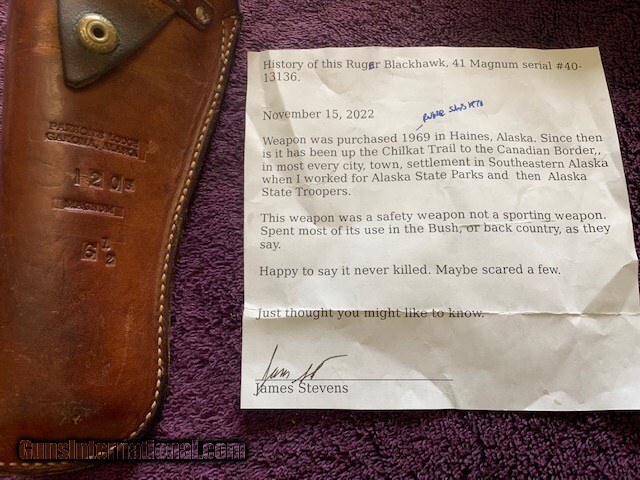 History of this Ruger Blackhawk, 41 Magnum serial #40-
13136.
November 15, 2022
Weapon was purchased 1969 in Haines, Alaska. Since then
is it has been up the Chilkat Trail to the Canadian Border,,
in most every city, town, settlement in Southeastern Alaska
when I worked for Alaska State Parks and then Alaska
State Troopers.
This weapon was a safety weapon not a sporting weapon.
Spent most of its use in the Bush, or back country, as they
say.
Happy to say it never killed. Maybe scared a few.
Just thought you might like to know.
James Stevens
120
MAGNUM
6 1/2
GunsInternational.com